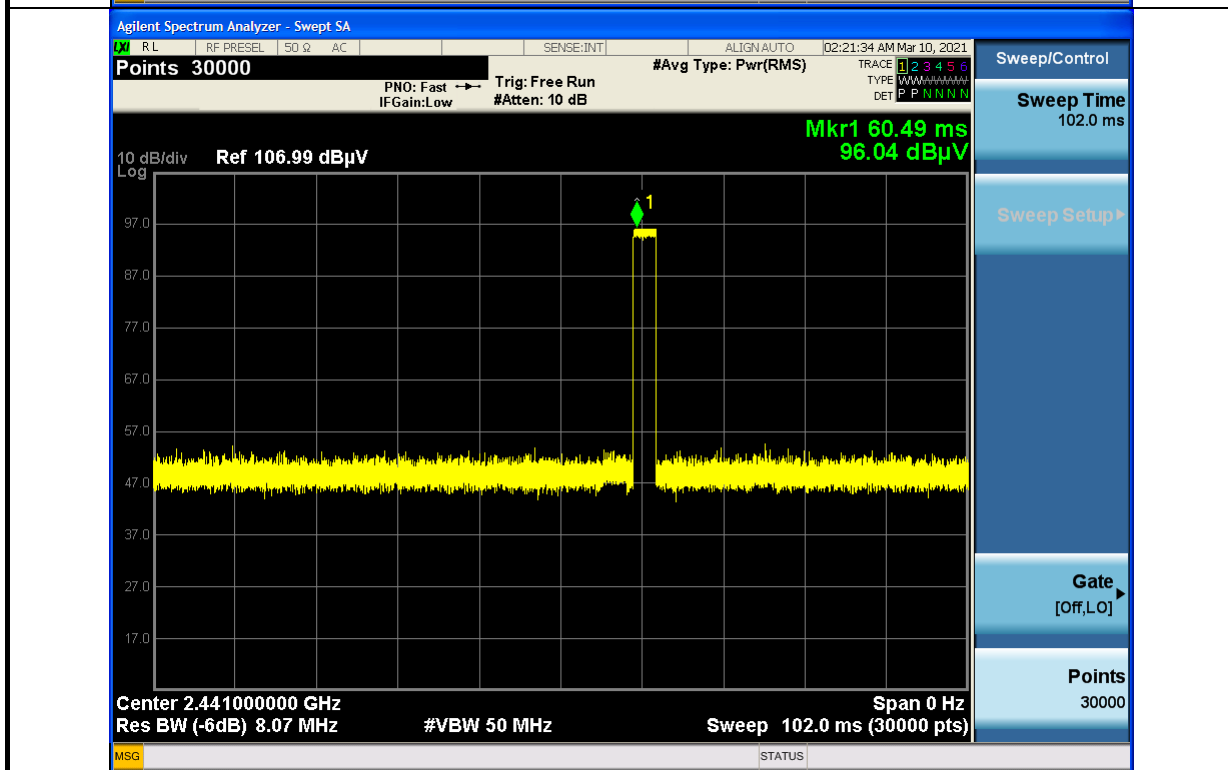 Agilent Spectrum Analyzer - Swept SA
LXI RL RF PRESEL 50 Ω AC SENSE:INT ALIGN AUTO 02:21:34 AM Mar 10, 2021
Points 30000
PNO: Fast
IFGain:Low
Trig: Free Run
#Atten: 10 dB
#Avg Type: Pwr(RMS)
TRACE 1 2 3 4 5 6
TYPE WWAAAAAA
DET P P N N N N
Mkr1 60.49 ms
96.04 dBµV
10 dB/div Ref 106.99 dBµV
Log
1
97.0
87.0
77.0
67.0
57.0
47.0
37.0
27.0
17.0
Center 2.441000000 GHz Span 0 Hz
Res BW (-6dB) 8.07 MHz #VBW 50 MHz Sweep 102.0 ms (30000 pts)
MSG STATUS
Sweep/Control
Sweep Time
102.0 ms
Sweep Setup
Gate
[Off,LO]
Points
30000